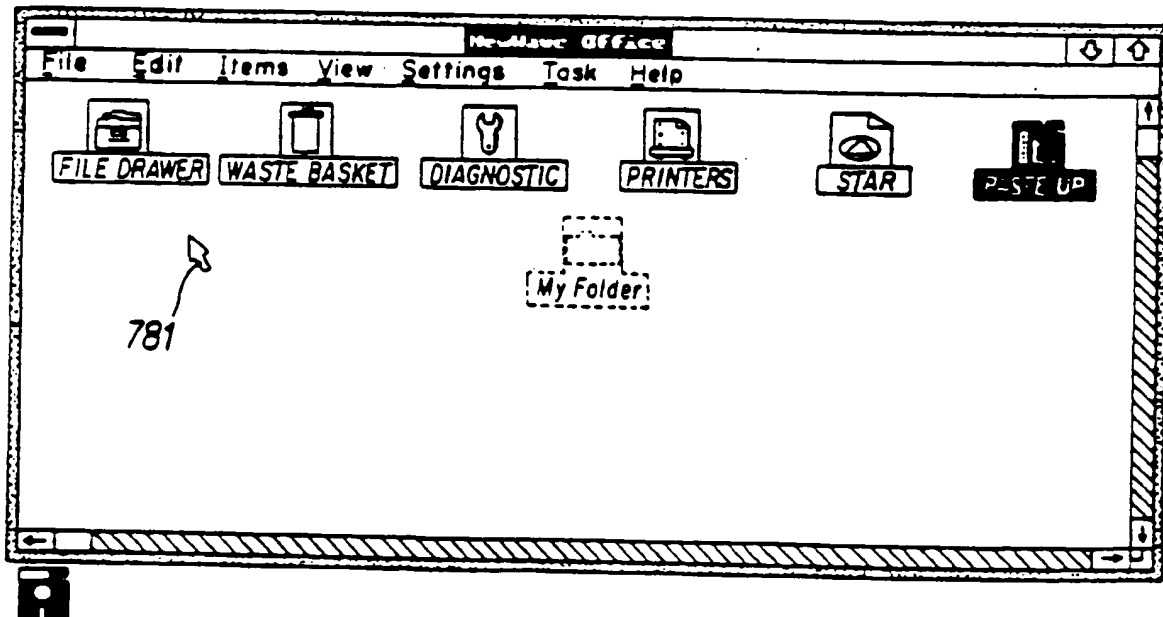 NewWave Office
File Edit Items View Settings Task Help
FILE DRAWER WASTE BASKET DIAGNOSTIC PRINTERS STAR PASTE UP
My Folder
781